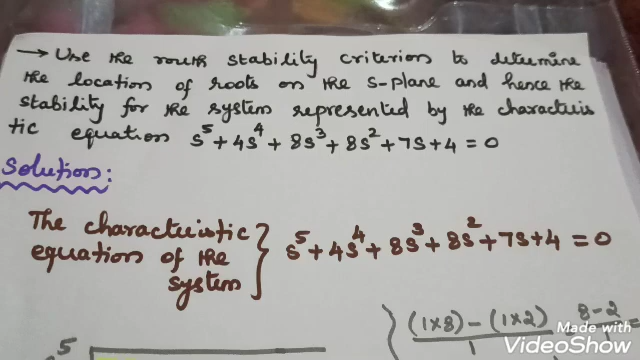 → Use the routh stability criterion to determine
the location of roots on the s-plane and hence the
stability for the system represented by the characteris
tic equation s⁵ + 4s⁴ + 8s³ + 8s² + 7s + 4 = 0
Solution:
The characteristic
equation of the
system } s⁵ + 4s⁴ + 8s³ + 8s² + 7s + 4 = 0
s⁵
(1×8) - (1×2) / 1 = 8-2 / 1 =
Made with
VideoShow